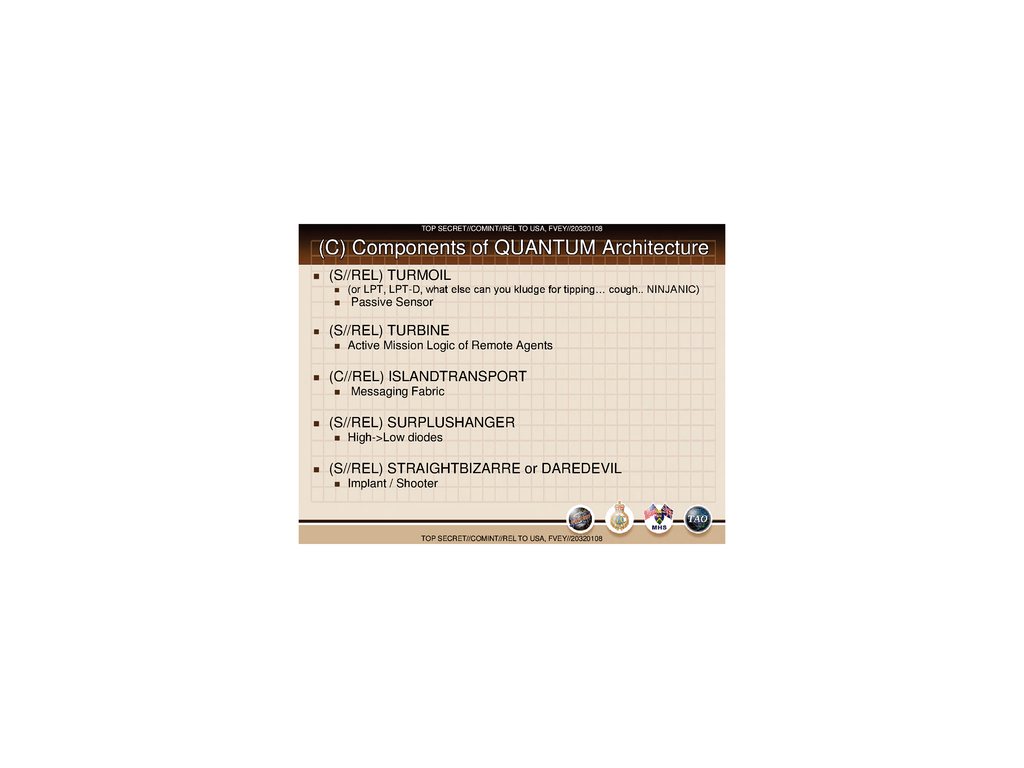 TOP SECRET//COMINT//REL TO USA, FVEY//20320108
(C) Components of QUANTUM Architecture
(S//REL) TURMOIL
(or LPT, LPT-D, what else can you kludge for tipping… cough.. NINJANIC)
Passive Sensor
(S//REL) TURBINE
Active Mission Logic of Remote Agents
(C//REL) ISLANDTRANSPORT
Messaging Fabric
(S//REL) SURPLUSHANGER
High->Low diodes
(S//REL) STRAIGHTBIZARRE or DAREDEVIL
Implant / Shooter
MHS
TAO
TOP SECRET//COMINT//REL TO USA, FVEY//20320108